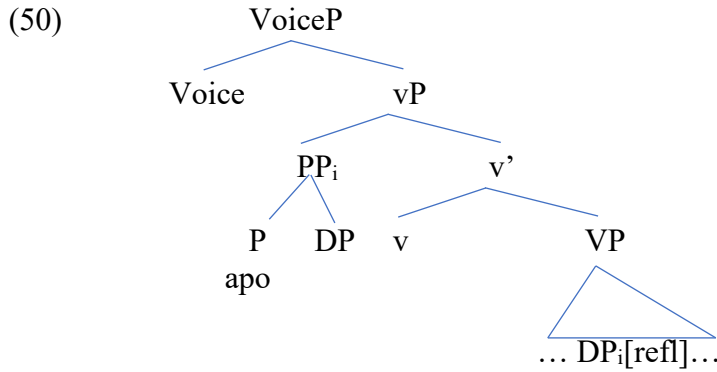 (50) VoiceP
Voice vP
PPᵢ v’
P DP v VP
apo
… DPᵢ[refl]…